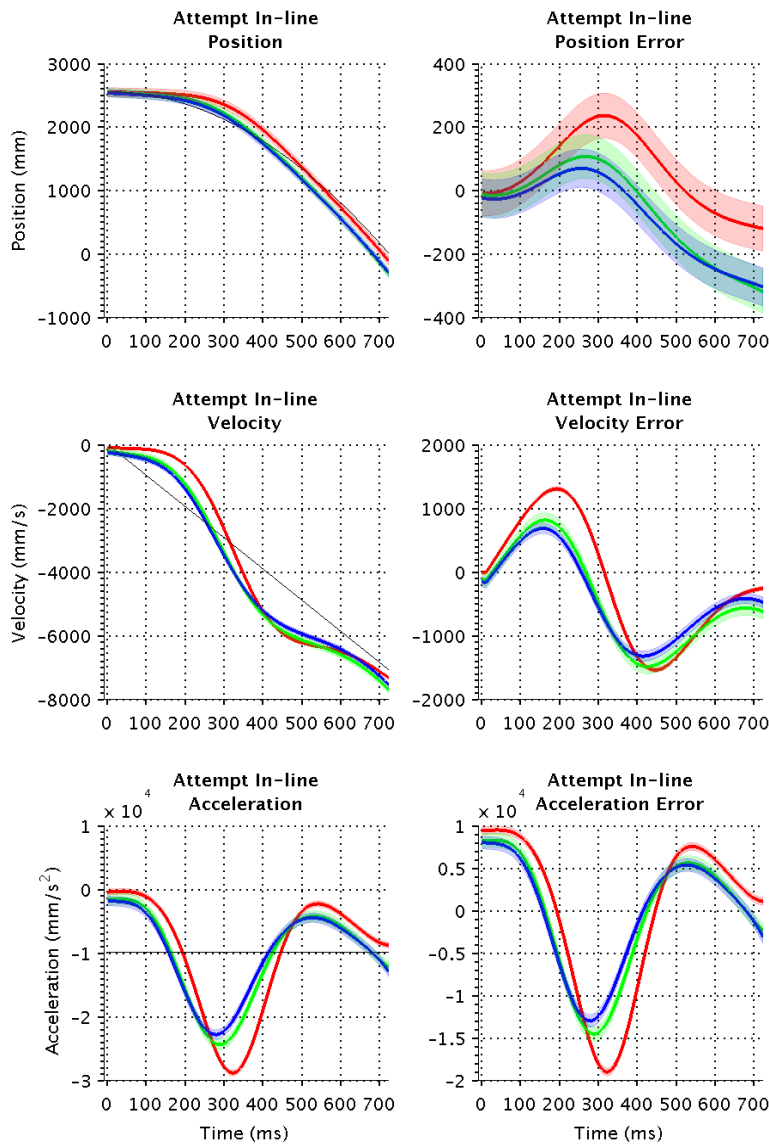 Attempt In-line
Position
Attempt In-line
Position Error
3000
2000
1000
0
−1000
Position (mm)
0 100 200 300 400 500 600 700
400
200
0
−200
−400
0 100 200 300 400 500 600 700
Attempt In-line
Velocity
Attempt In-line
Velocity Error
0
−2000
−4000
−6000
−8000
Velocity (mm/s)
0 100 200 300 400 500 600 700
2000
1000
0
−1000
−2000
0 100 200 300 400 500 600 700
Attempt In-line
Acceleration
Attempt In-line
Acceleration Error
× 10⁴
1
0
−1
−2
−3
Acceleration (mm/s²)
0 100 200 300 400 500 600 700
Time (ms)
× 10⁴
1
0.5
0
−0.5
−1
−1.5
−2
0 100 200 300 400 500 600 700
Time (ms)